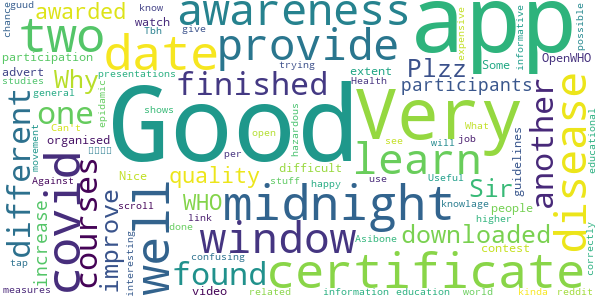 awarded
awareness
app
guud
know
give
chance
watch
expensive
informative
possible
two
date
provide
Tbh
participation
Some
OpenWHO
advert
Why
finished
Plzz
trying
Health
studies
presentations
extent
participants
general
epidamic
Good
Very
different
one
shows
open
hazardous
What
job
another
disease
Can't
organised
per
see
will
guidelines
educational
movement
Against
difficult
learn
Useful
covid
courses
Nice
quality
stuff
happy
use
knowlage
Sir
people
well
WHO
midnight
higher
increase
improve
scroll
link
window
downloaded
correctly
interesting
done
Asibone
contest
tap
confusing
found
certificate
measures
video
related
information
education
world
kinda
reddit